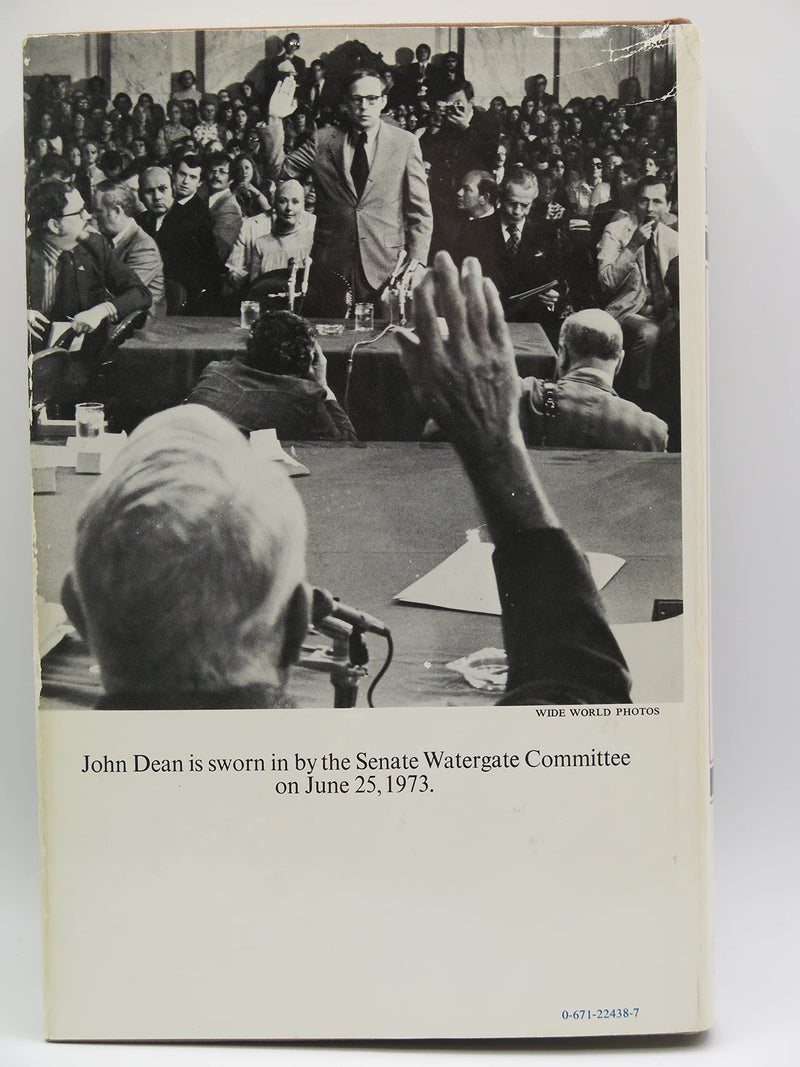 WIDE WORLD PHOTOS
John Dean is sworn in by the Senate Watergate Committee
on June 25, 1973.
0-671-22438-7